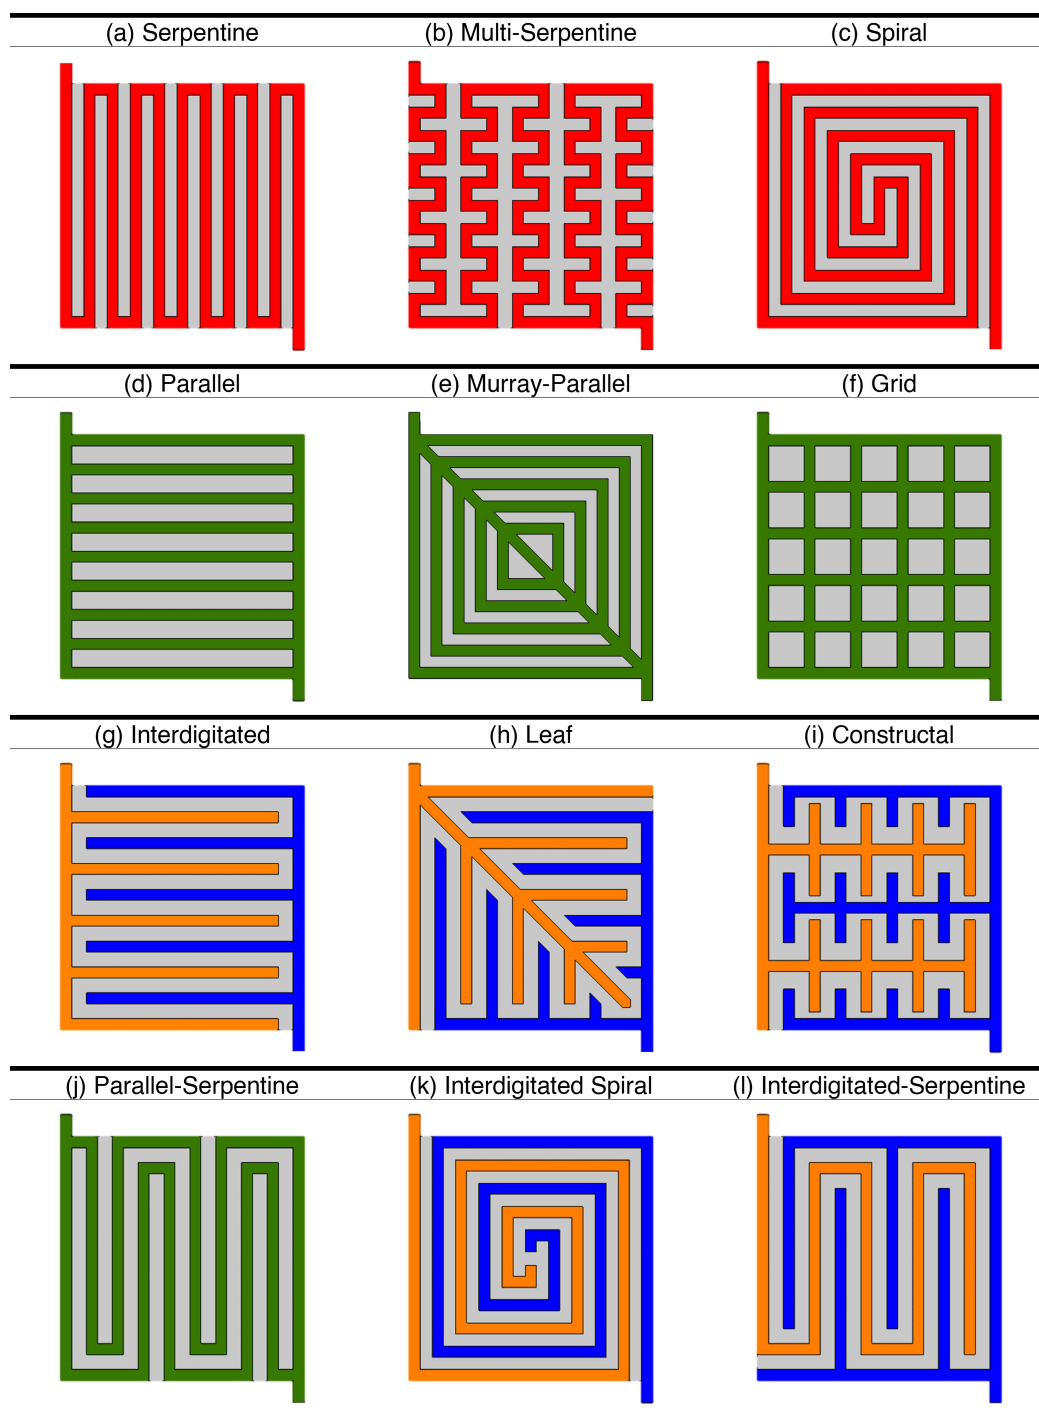 (a) Serpentine (b) Multi-Serpentine (c) Spiral
(d) Parallel (e) Murray-Parallel (f) Grid
(g) Interdigitated (h) Leaf (i) Constructal
(j) Parallel-Serpentine (k) Interdigitated Spiral (l) Interdigitated-Serpentine